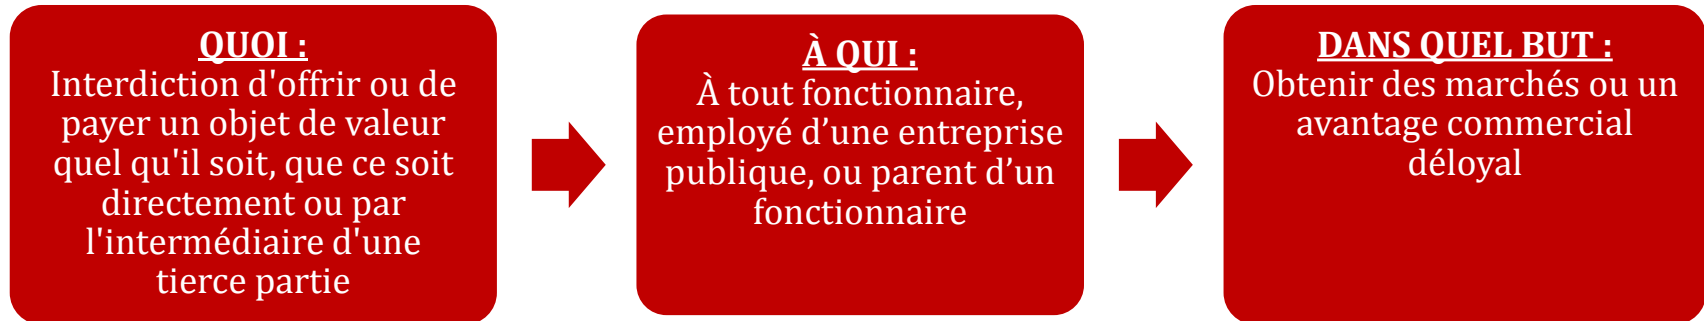 QUOI :
Interdiction d'offrir ou de
payer un objet de valeur
quel qu'il soit, que ce soit
directement ou par
l'intermédiaire d'une
tierce partie
À QUI :
À tout fonctionnaire,
employé d’une entreprise
publique, ou parent d’un
fonctionnaire
DANS QUEL BUT :
Obtenir des marchés ou un
avantage commercial
déloyal